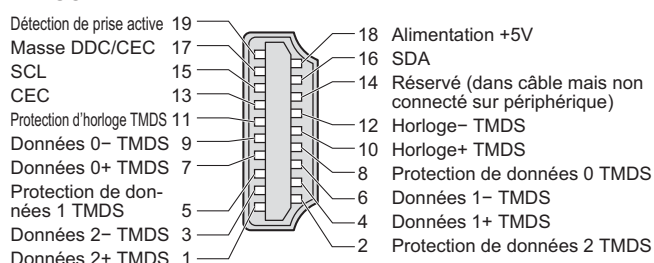 Détection de prise active 19
Masse DDC/CEC 17
SCL 15
CEC 13
Protection d'horloge TMDS 11
Données 0− TMDS 9
Données 0+ TMDS 7
Protection de don-
nées 1 TMDS 5
Données 2− TMDS 3
Données 2+ TMDS 1
18 Alimentation +5V
16 SDA
14 Réservé (dans câble mais non
connecté sur périphérique)
12 Horloge− TMDS
10 Horloge+ TMDS
8 Protection de données 0 TMDS
6 Données 1− TMDS
4 Données 1+ TMDS
2 Protection de données 2 TMDS